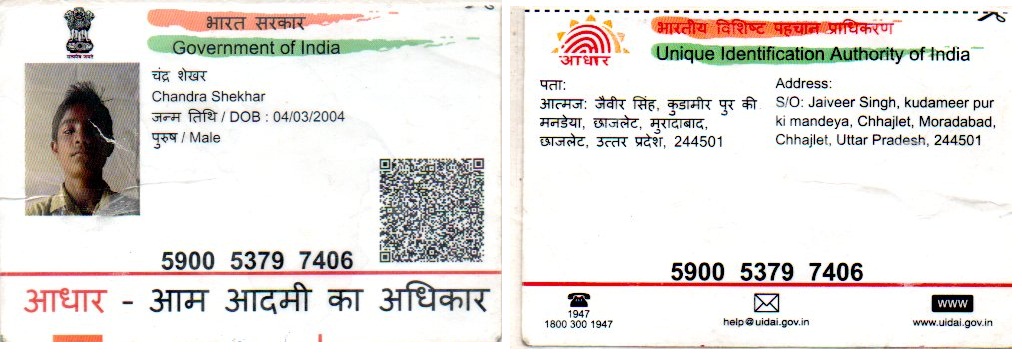 भारत सरकार
Government of India
चंद्र शेखर
Chandra Shekhar
जन्म तिथि / DOB : 04/03/2004
पुरुष / Male
5900 5379 7406
आधार - आम आदमी का अधिकार
भारतीय विशिष्ट पहचान प्राधिकरण
Unique Identification Authority of India
आधार
पता:
आत्मज: जैवीर सिंह, कुडामीर पुर की
मनडेया, छाजलेट, मुरादाबाद,
छाजलेट, उत्तर प्रदेश, 244501
Address:
S/O: Jaiveer Singh, kudameer pur
ki mandeya, Chhajlet, Moradabad,
Chhajlet, Uttar Pradesh, 244501
5900 5379 7406
1947
1800 300 1947
help@uidai.gov.in
www
www.uidai.gov.in